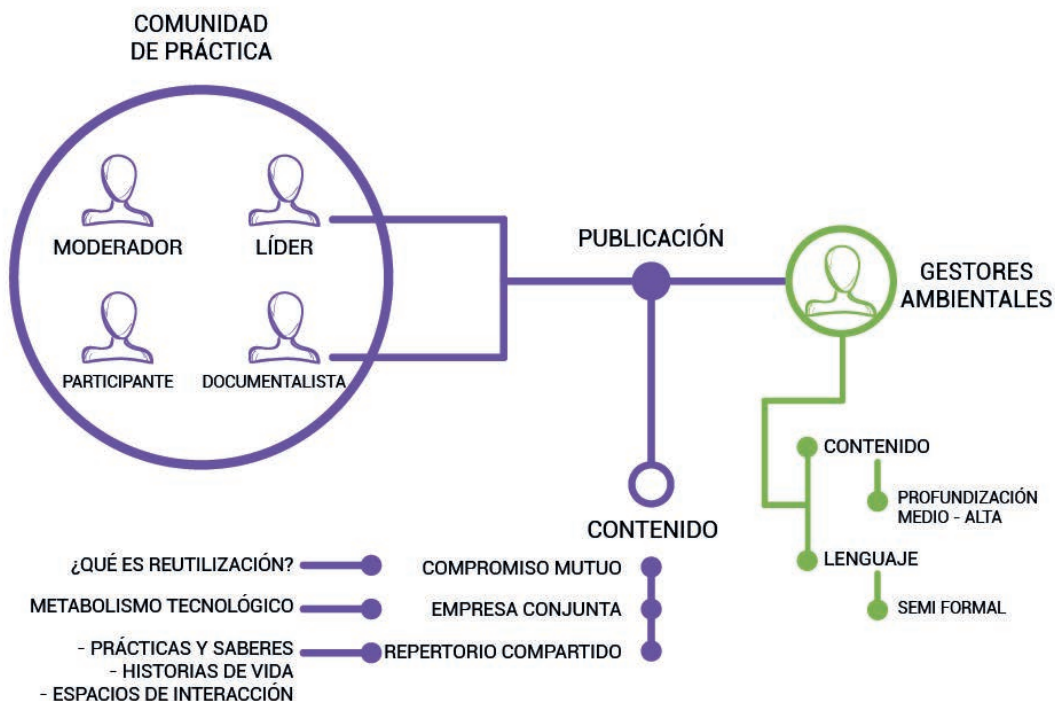 COMUNIDAD
DE PRÁCTICA
MODERADOR
LÍDER
PARTICIPANTE
DOCUMENTALISTA
PUBLICACIÓN
GESTORES
AMBIENTALES
CONTENIDO
PROFUNDIZACIÓN
MEDIO - ALTA
LENGUAJE
SEMI FORMAL
CONTENIDO
¿QUÉ ES REUTILIZACIÓN?
COMPROMISO MUTUO
METABOLISMO TECNOLÓGICO
EMPRESA CONJUNTA
- PRÁCTICAS Y SABERES
- HISTORIAS DE VIDA
- ESPACIOS DE INTERACCIÓN
REPERTORIO COMPARTIDO